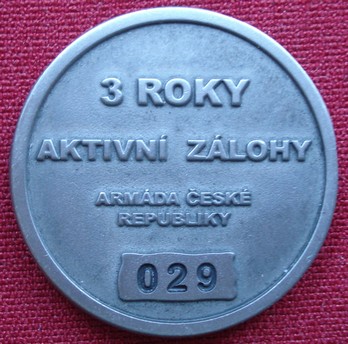 3 ROKY
AKTIVNÍ ZÁLOHY
ARMÁDA ČESKÉ
REPUBLIKY
029